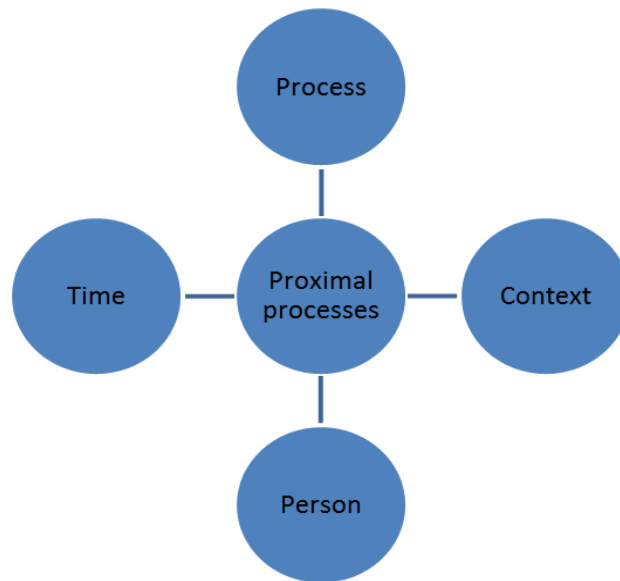 Process
Time
Proximal
processes
Context
Person